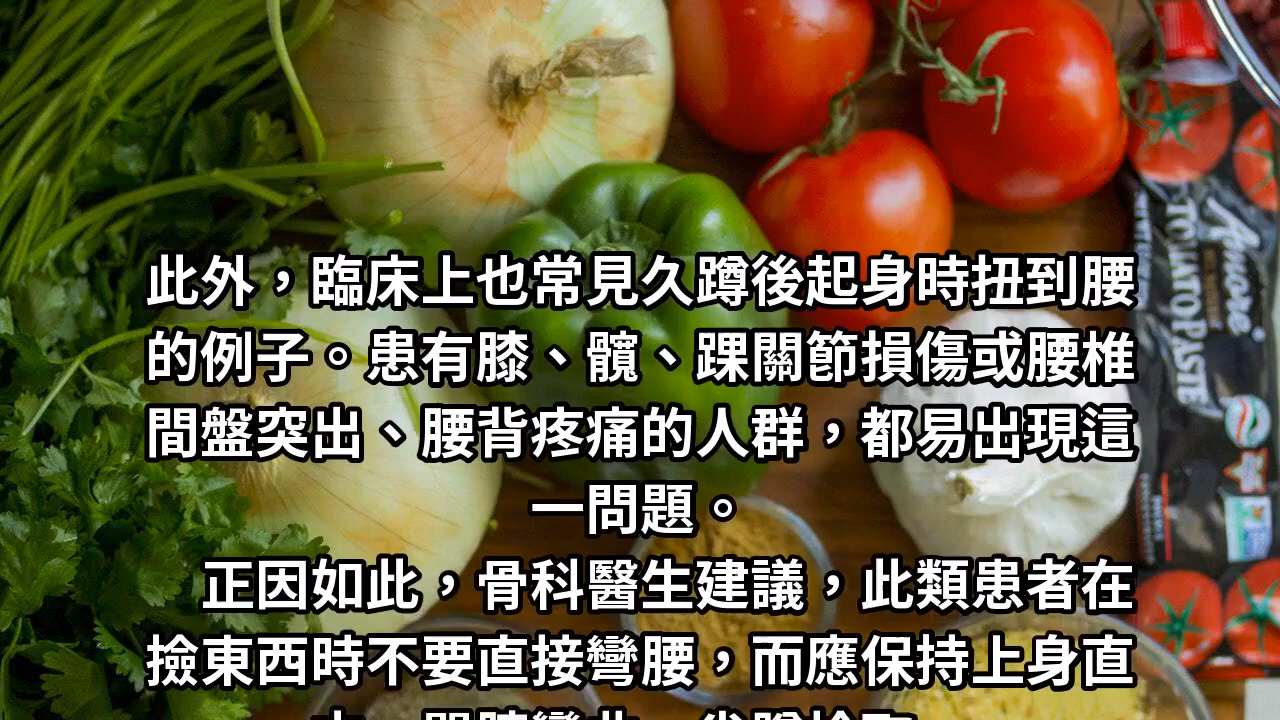 此外，臨床上也常見久蹲後起身時扭到腰
的例子。患有膝、髖、踝關節損傷或腰椎
間盤突出、腰背疼痛的人群，都易出現這
一問題。
正因如此，骨科醫生建議，此類患者在
撿東西時不要直接彎腰，而應保持上身直
Amore
TOMATO PASTE